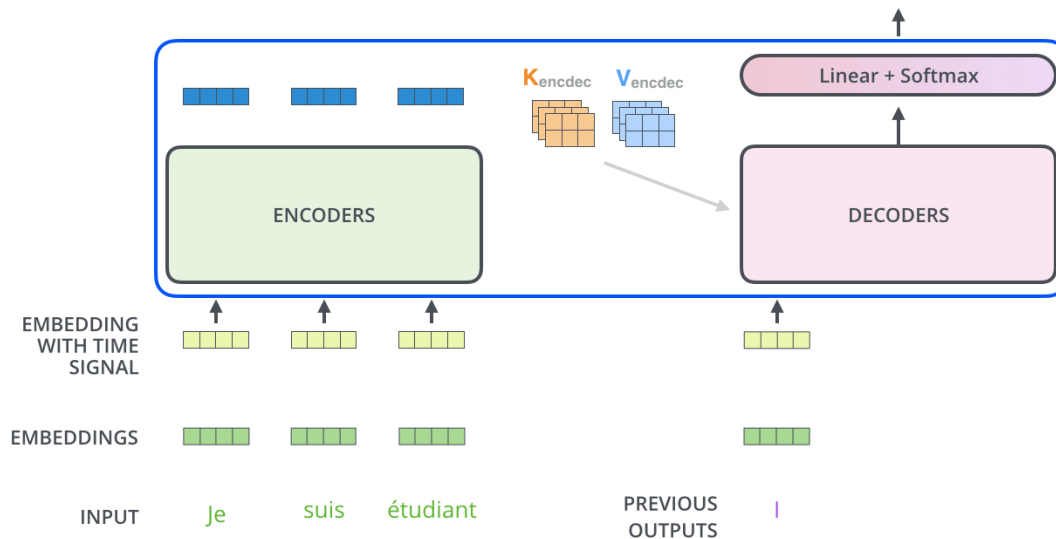 Linear + Softmax
Kencdec
Vencdec
ENCODERS
DECODERS
EMBEDDING
WITH TIME
SIGNAL
EMBEDDINGS
INPUT
Je
suis
étudiant
PREVIOUS
OUTPUTS
I